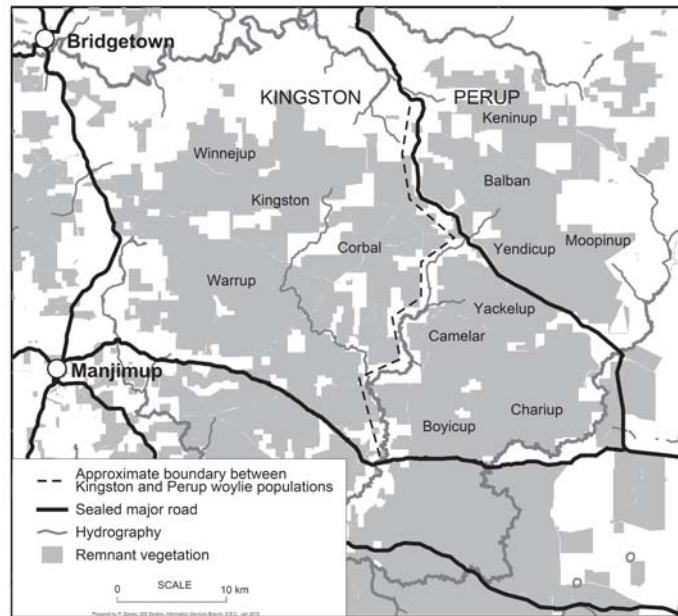 Bridgetown
KINGSTON
PERUP
Keninup
Winnejup
Balban
Kingston
Corbal
Yendicup
Moopinup
Warrup
Yackelup
Camelar
Manjimup
Boyicup
Chariup
Approximate boundary between
Kingston and Perup woylie populations
Sealed major road
Hydrography
Remnant vegetation
SCALE
0 10 km